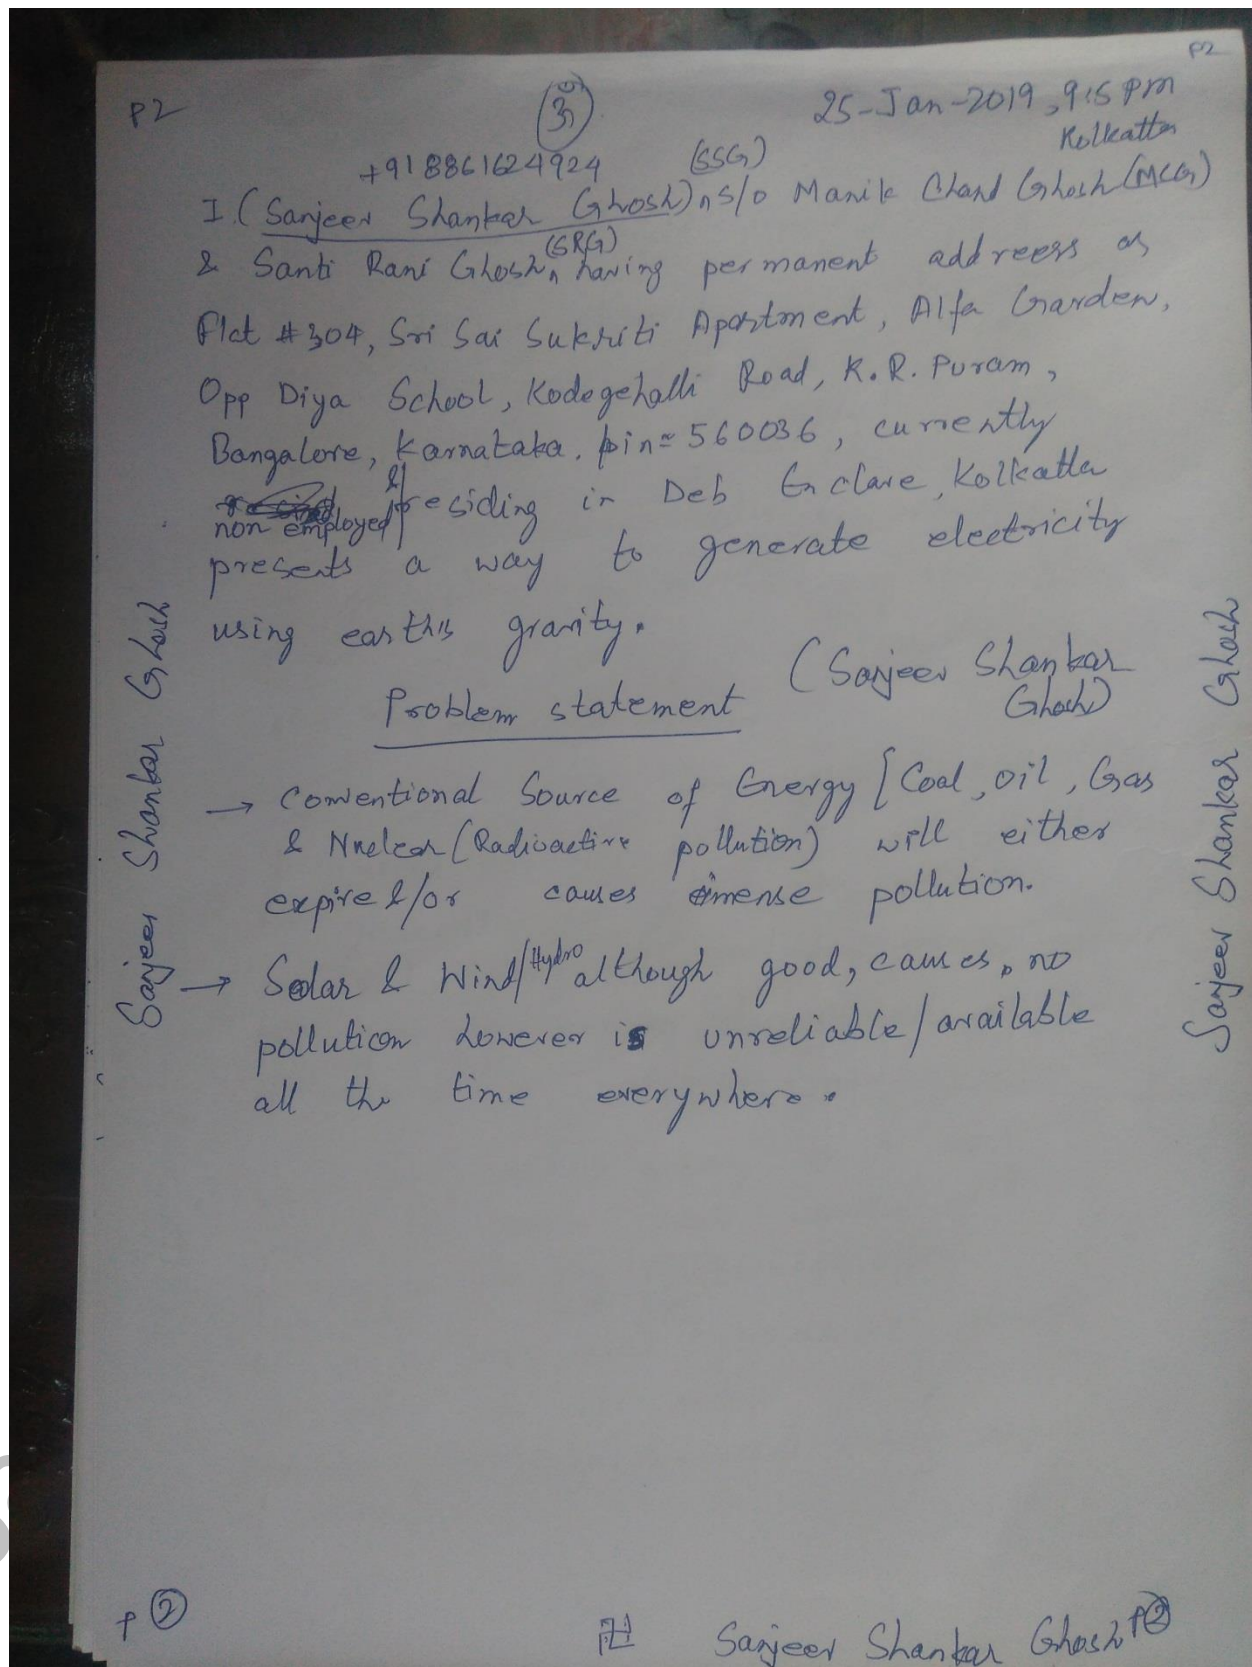 P2
P2
ॐ
25-Jan-2019, 9:15 PM
Kolkatta
+918861624924
(SSG)
I (Sanjeev Shankar Ghosh) s/o Manik Chand Ghosh (MCG)
(SRG)
& Santi Rani Ghosh, having permanent addreess as
Flat #304, Sri Sai Sukriti Apartment, Alfa Garden,
Opp Diya School, Kodegehalli Road, K.R. Puram,
Bangalore, Karnataka. pin=560036, currently
non employed & residing in Deb Enclave, Kolkatta
presents a way to generate electricity
using earth's gravity.
(Sanjeev Shankar
Ghosh)
Problem statement
→ Conventional Source of Energy [Coal, oil, Gas
& Nuclear (Radioactive pollution) will either
expire &/or causes imense pollution.
→ Solar & Wind/Hydro although good, causes, no
pollution however is unreliable/available
all the time everywhere.
Sanjeev Shankar Ghosh
Sanjeev Shankar Ghosh
P 2
卐 Sanjeev Shankar Ghosh P2